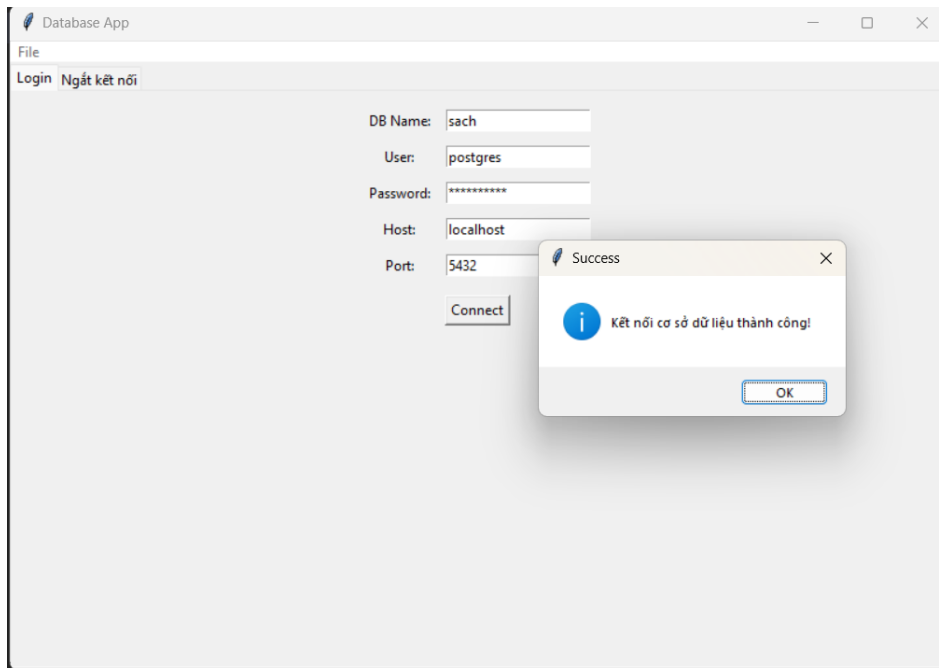 Database App
File
Login Ngắt kết nối
DB Name: sach
User: postgres
Password: **********
Host: localhost
Port: 5432
Connect
Success
Kết nối cơ sở dữ liệu thành công!
OK